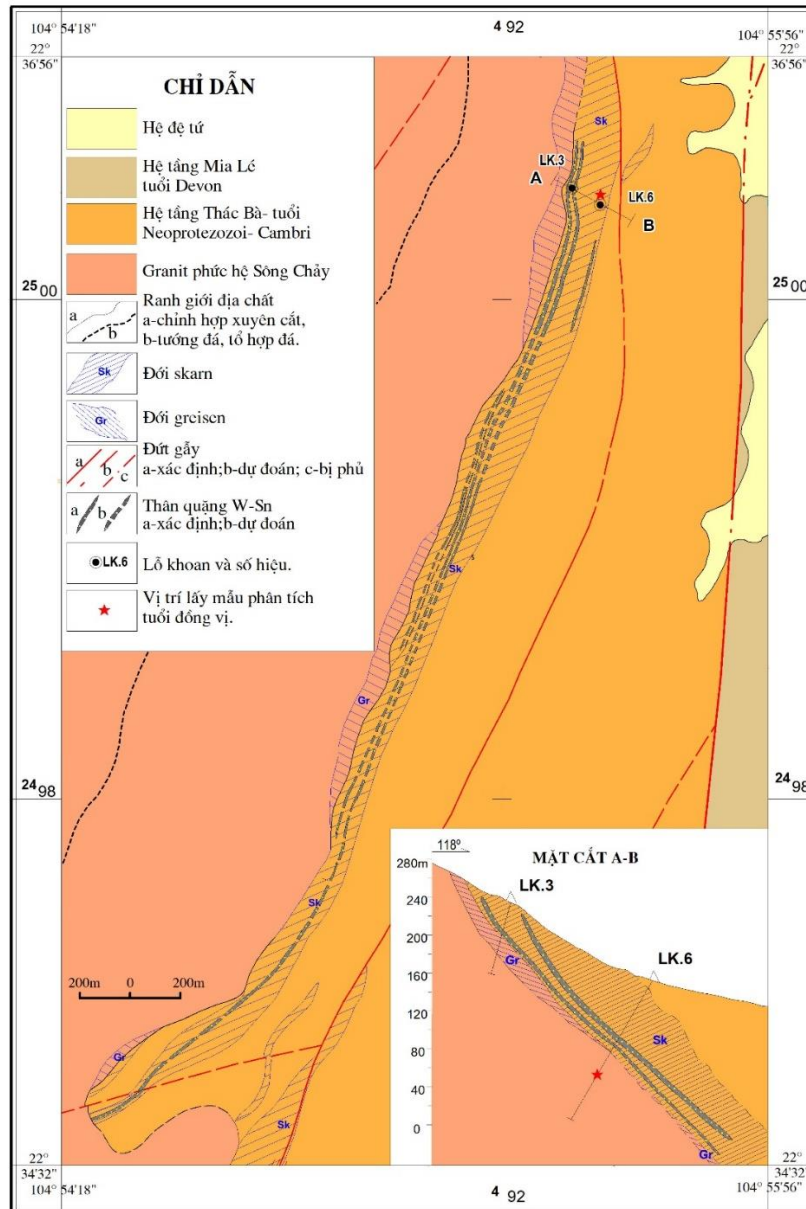 104° 54'18"
4 92
104° 55'56"
22°
36'56"
22°
36'56"
CHỈ DẪN
Hệ đệ tứ
Hệ tầng Mia Lé
tuổi Devon
Hệ tầng Thác Bà- tuổi
Neoprotezozoi- Cambri
Granit phức hệ Sông Chảy
a
b
Ranh giới địa chất
a-chỉnh hợp xuyên cắt,
b-tướng đá, tổ hợp đá.
Sk
Đới skarn
Gr
Đới greisen
a
b
c
Đứt gẫy
a-xác định;b-dự đoán; c-bị phủ
a
b
Thân quặng W-Sn
a-xác định;b-dự đoán
LK.6
Lỗ khoan và số hiệu.
Vị trí lấy mẫu phân tích
tuổi đồng vị.
Sk
LK.3
A
LK.6
B
25 00
25 00
Sk
Gr
24 98
24 98
Sk
200m 0 200m
Gr
Sk
118°
MẶT CẮT A-B
280m
240
200
160
120
80
40
0
LK.3
LK.6
Gr
Sk
Gr
22°
34'32"
22°
34'32"
104° 54'18"
4 92
104° 55'56"